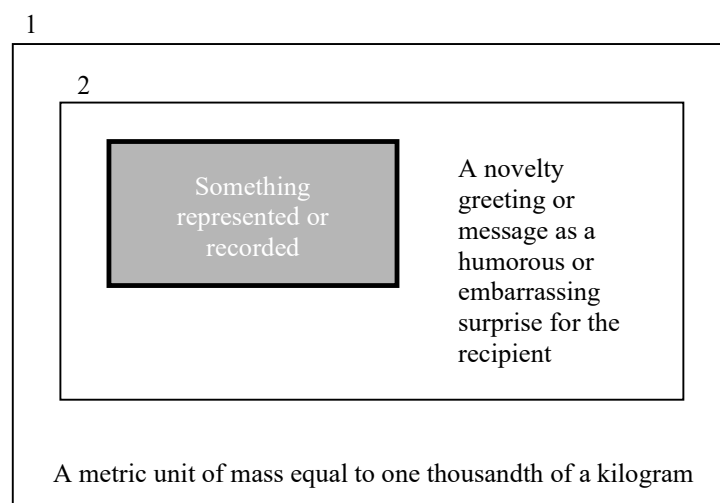 1
2
Something
represented or
recorded
A novelty
greeting or
message as a
humorous or
embarrassing
surprise for the
recipient
A metric unit of mass equal to one thousandth of a kilogram